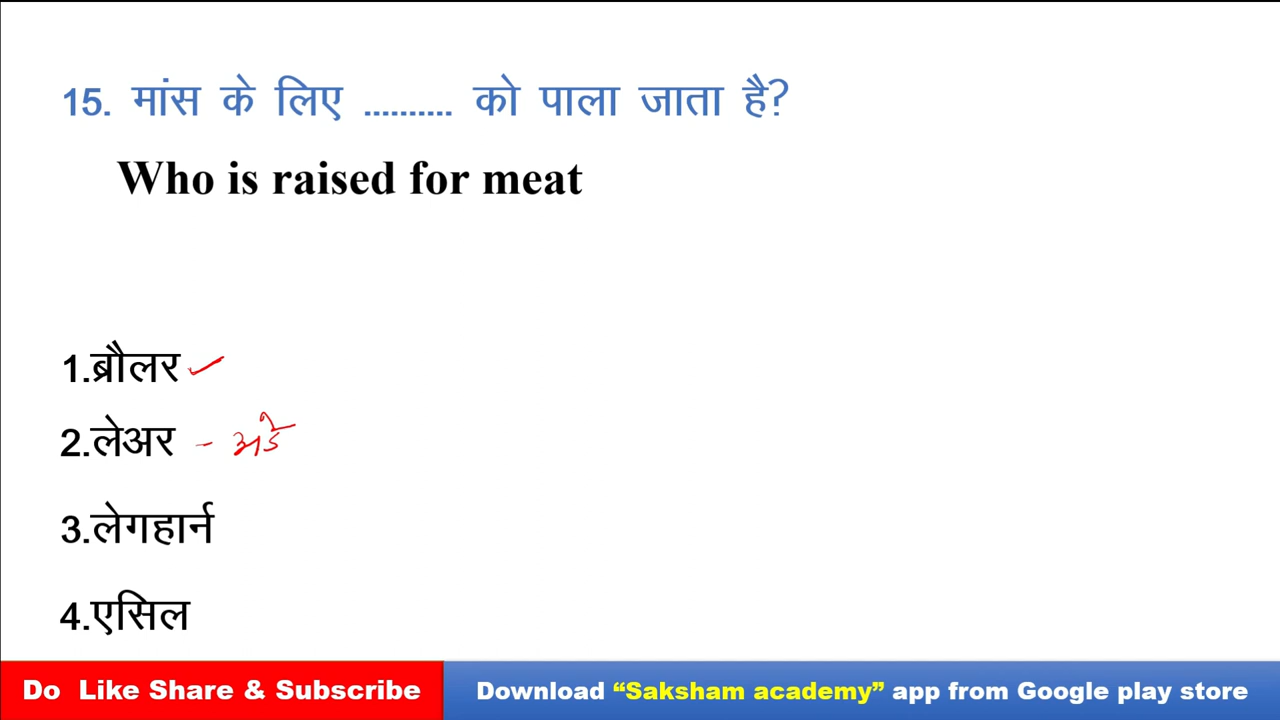 15. मांस के लिए .......... को पाला जाता है?
Who is raised for meat
1.ब्रौलर
2.लेअर - अंडे
3.लेगहार्न
4.एसिल
Do Like Share & Subscribe
Download “Saksham academy” app from Google play store